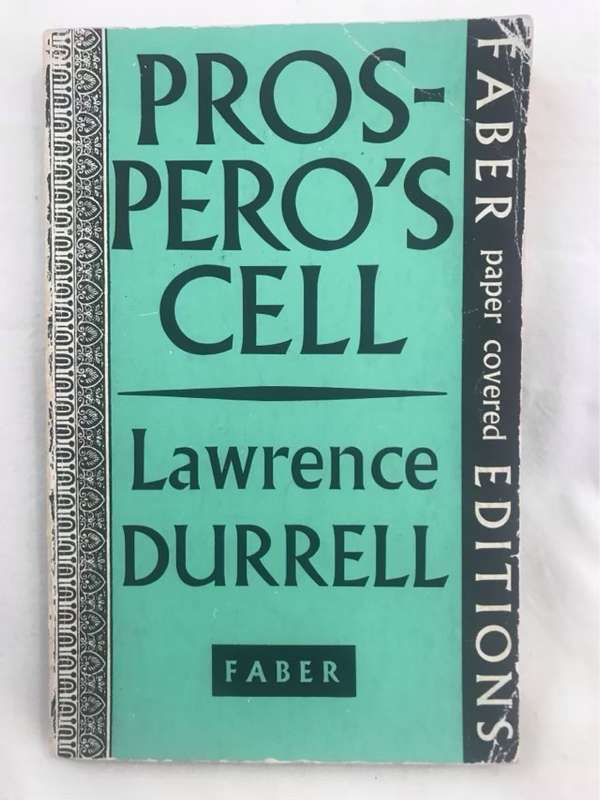 PROS-
PERO'S
CELL
Lawrence
DURRELL
FABER
FABER paper covered EDITIONS